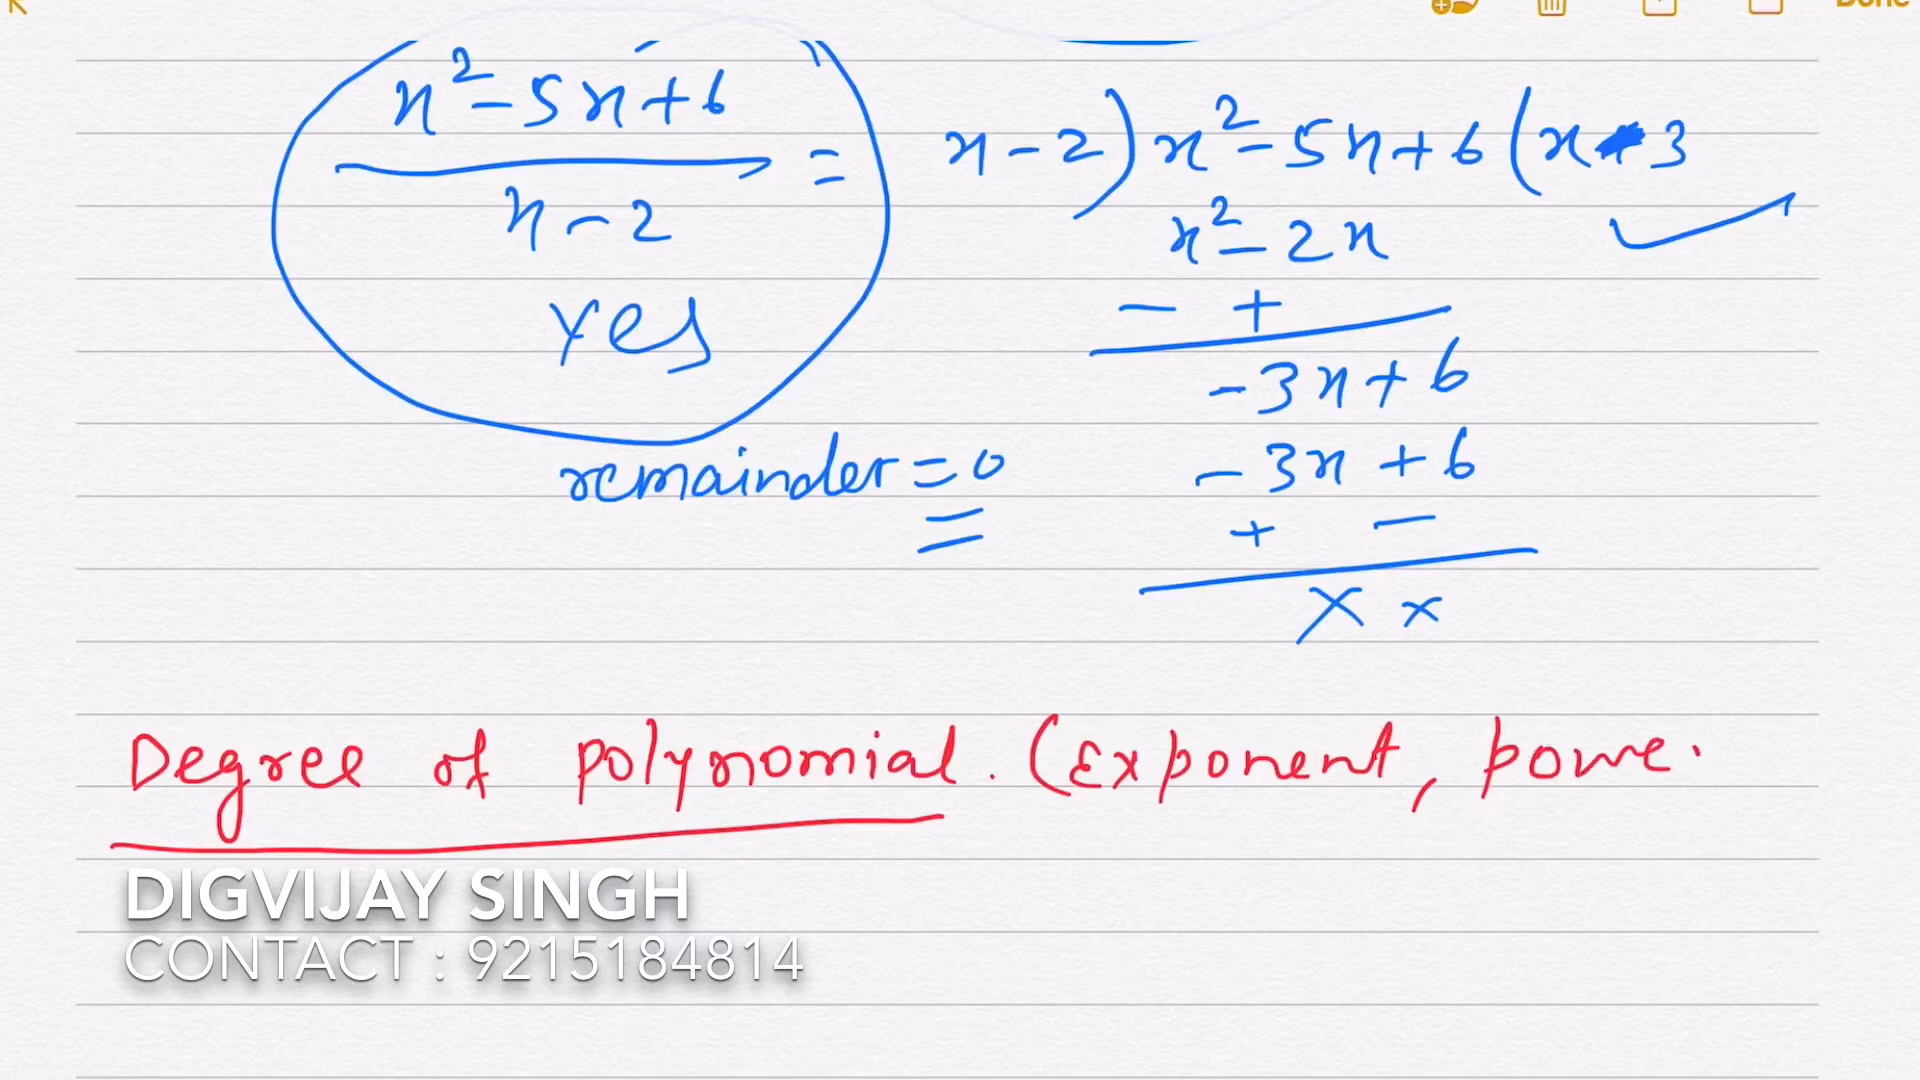 x²-5x+6
x-2
=
yes
remainder = 0
x-2) x²-5x+6 (x-3
x²-2x
- +
-3x+6
-3x+6
+ -
x x
Degree of polynomial. (Exponent, powe.
DIGVIJAY SINGH
CONTACT : 9215184814